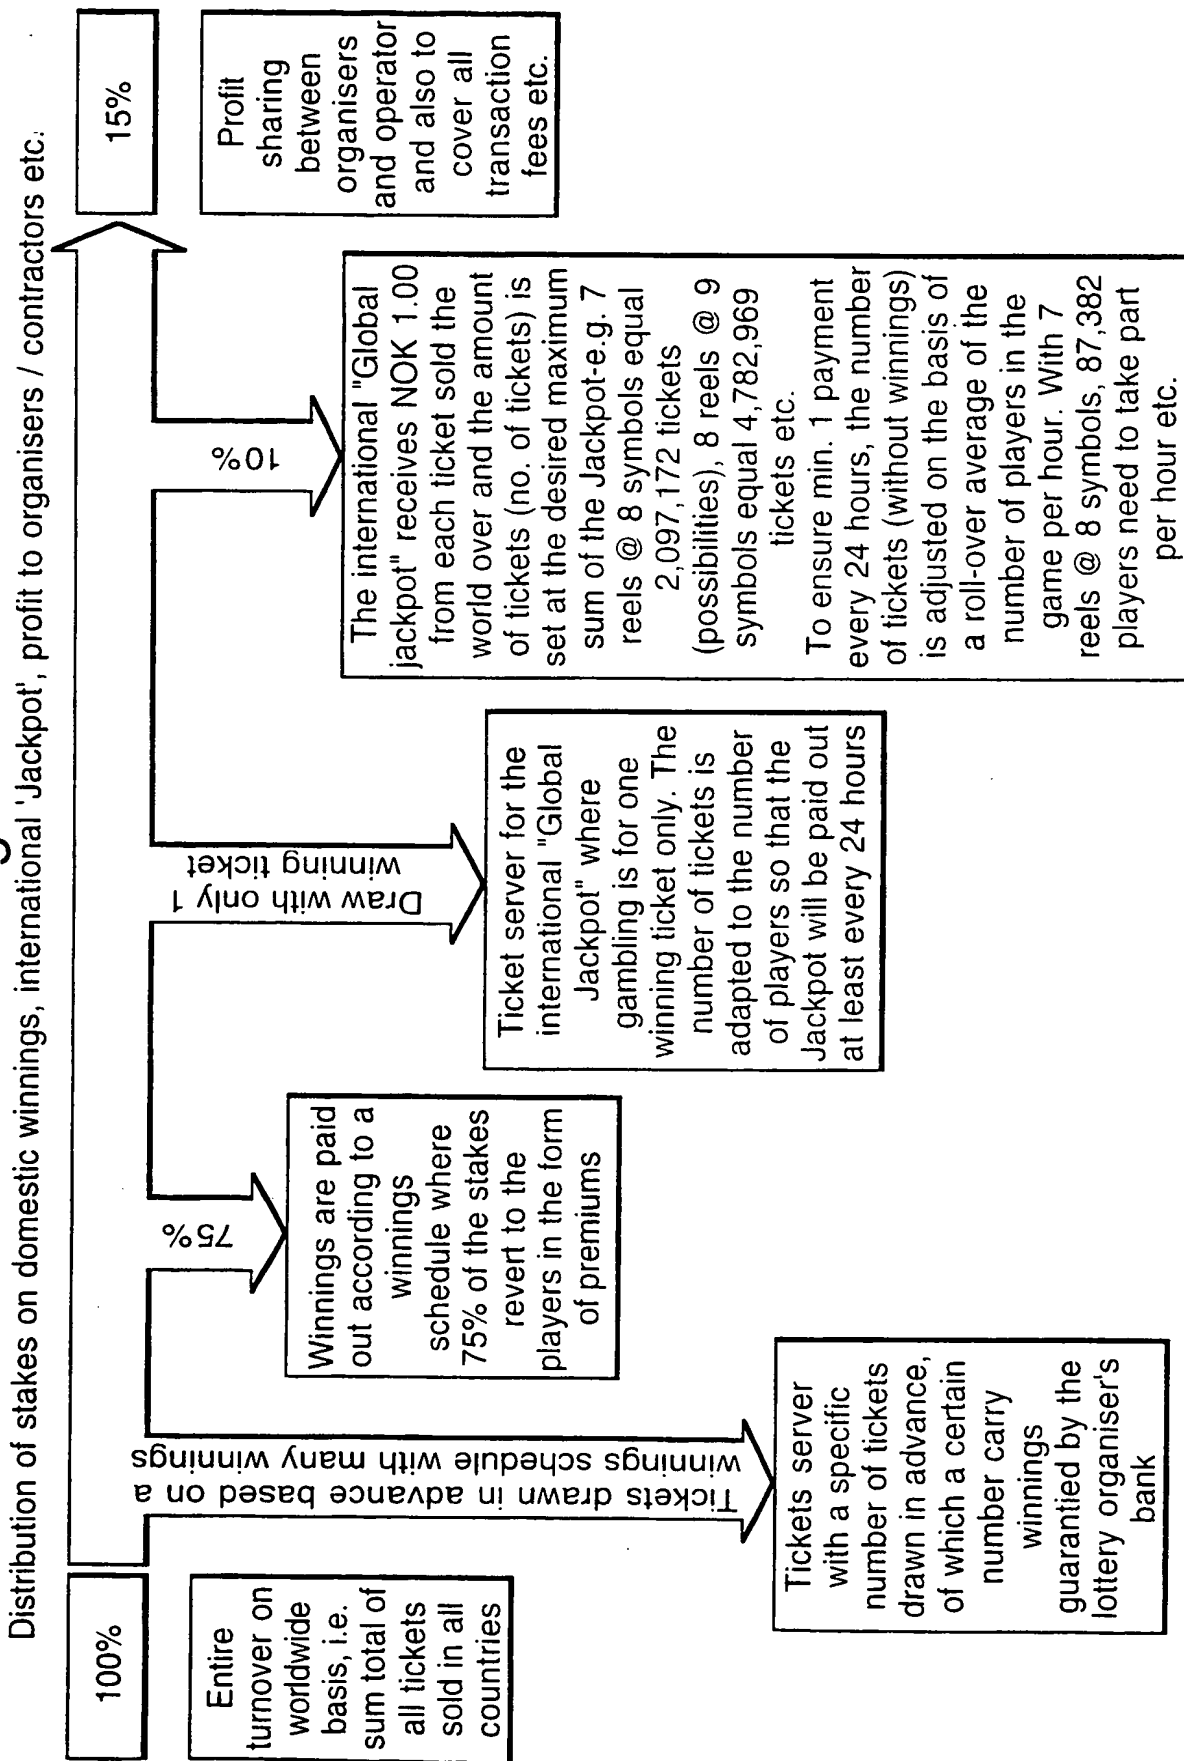 Distribution of stakes on domestic winnings, international 'Jackpot', profit to organisers / contractors etc.
100%
Entire
turnover on
worldwide
basis, i.e.
sum total of
all tickets
sold in all
countries
Tickets drawn in advance based on a
winnings schedule with many winnings
Tickets server
with a specific
number of tickets
drawn in advance,
of which a certain
number carry
winnings
guarantied by the
lottery organiser's
bank
75%
Winnings are paid
out according to a
winnings
schedule where
75% of the stakes
revert to the
players in the form
of premiums
Draw with only 1
winning ticket
Ticket server for the
international "Global
Jackpot" where
gambling is for one
winning ticket only. The
number of tickets is
adapted to the number
of players so that the
Jackpot will be paid out
at least every 24 hours
10%
The international "Global
jackpot" receives NOK 1.00
from each ticket sold the
world over and the amount
of tickets (no. of tickets) is
set at the desired maximum
sum of the Jackpot-e.g. 7
reels @ 8 symbols equal
2,097,172 tickets
(possibilities), 8 reels @ 9
symbols equal 4,782,969
tickets etc.
To ensure min. 1 payment
every 24 hours, the number
of tickets (without winnings)
is adjusted on the basis of
a roll-over average of the
number of players in the
game per hour. With 7
reels @ 8 symbols, 87,382
players need to take part
per hour etc.
15%
Profit
sharing
between
organisers
and operator
and also to
cover all
transaction
fees etc.